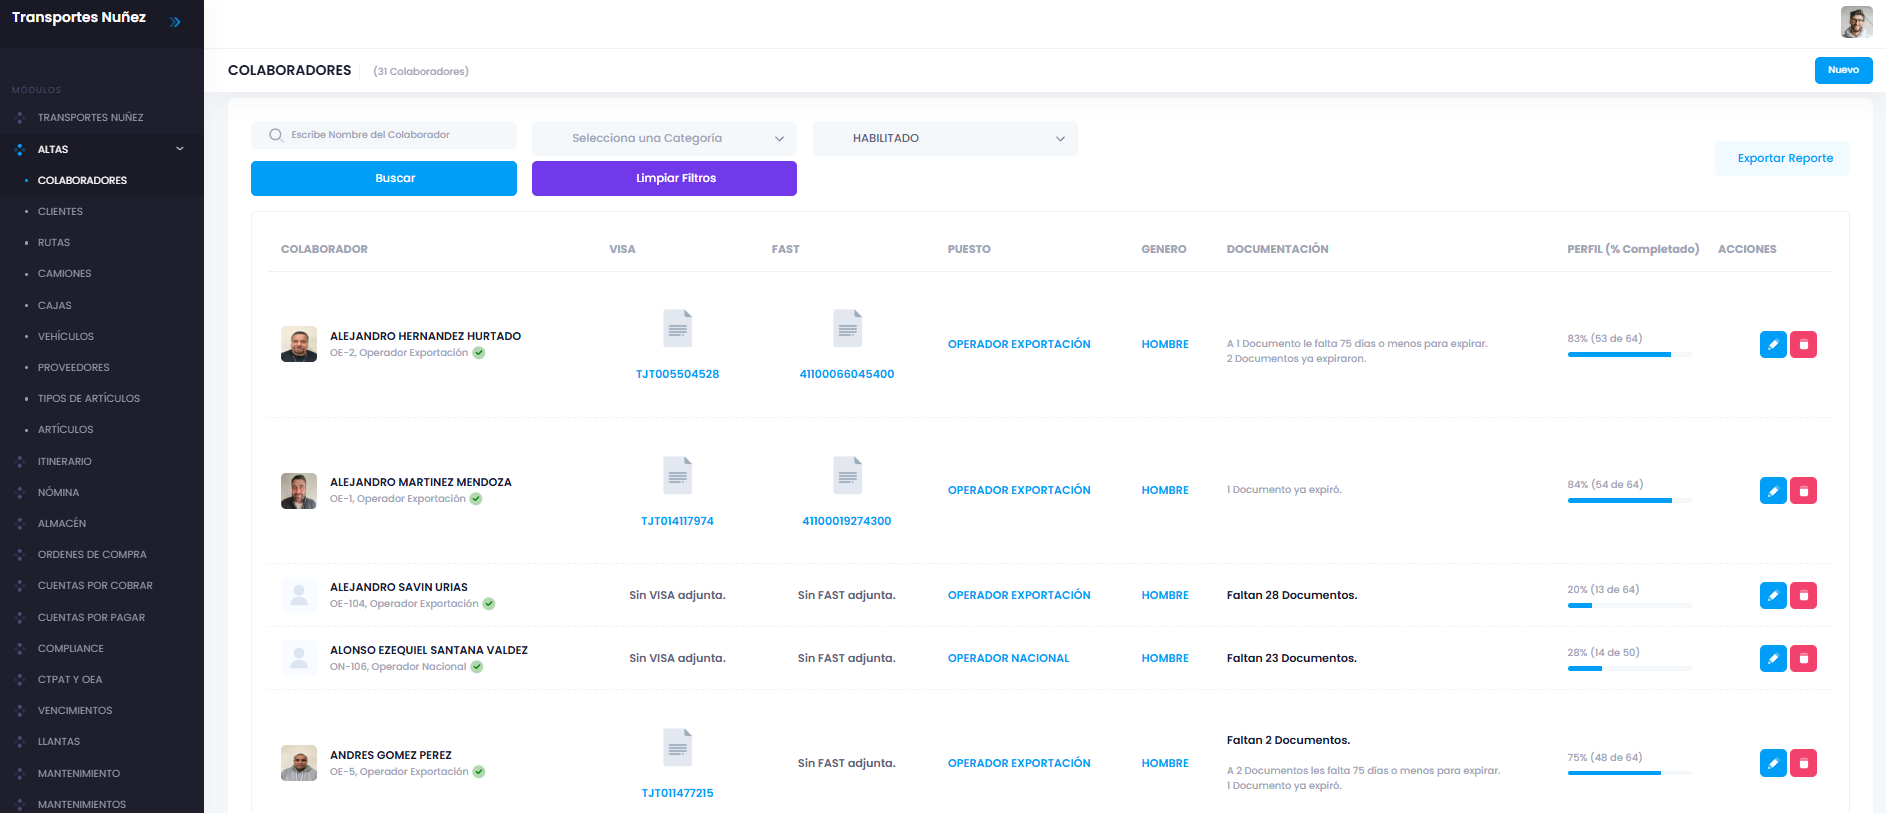 Transportes Nuñez
MÓDULOS
TRANSPORTES NUÑEZ
ALTAS
COLABORADORES
CLIENTES
RUTAS
CAMIONES
CAJAS
VEHÍCULOS
PROVEEDORES
TIPOS DE ARTÍCULOS
ARTÍCULOS
ITINERARIO
NÓMINA
ALMACÉN
ORDENES DE COMPRA
CUENTAS POR COBRAR
CUENTAS POR PAGAR
COMPLIANCE
CTPAT Y OEA
VENCIMIENTOS
LLANTAS
MANTENIMIENTO
MANTENIMIENTOS
COLABORADORES (31 Colaboradores)
Nuevo
Escribe Nombre del Colaborador
Selecciona una Categoría
HABILITADO
Buscar
Limpiar Filtros
Exportar Reporte
COLABORADOR VISA FAST PUESTO GENERO DOCUMENTACIÓN PERFIL (% Completado) ACCIONES
ALEJANDRO HERNANDEZ HURTADO
OE-2, Operador Exportación
TJT005504528
41100066045400
OPERADOR EXPORTACIÓN
HOMBRE
A 1 Documento le falta 75 días o menos para expirar.
2 Documentos ya expiraron.
83% (53 de 64)
ALEJANDRO MARTINEZ MENDOZA
OE-1, Operador Exportación
TJT014117974
41100019274300
OPERADOR EXPORTACIÓN
HOMBRE
1 Documento ya expiró.
84% (54 de 64)
ALEJANDRO SAVIN URIAS
OE-104, Operador Exportación
Sin VISA adjunta.
Sin FAST adjunta.
OPERADOR EXPORTACIÓN
HOMBRE
Faltan 28 Documentos.
20% (13 de 64)
ALONSO EZEQUIEL SANTANA VALDEZ
ON-106, Operador Nacional
Sin VISA adjunta.
Sin FAST adjunta.
OPERADOR NACIONAL
HOMBRE
Faltan 23 Documentos.
28% (14 de 50)
ANDRES GOMEZ PEREZ
OE-5, Operador Exportación
TJT011477215
Sin FAST adjunta.
OPERADOR EXPORTACIÓN
HOMBRE
Faltan 2 Documentos.
A 2 Documentos les falta 75 días o menos para expirar.
1 Documento ya expiró.
75% (48 de 64)